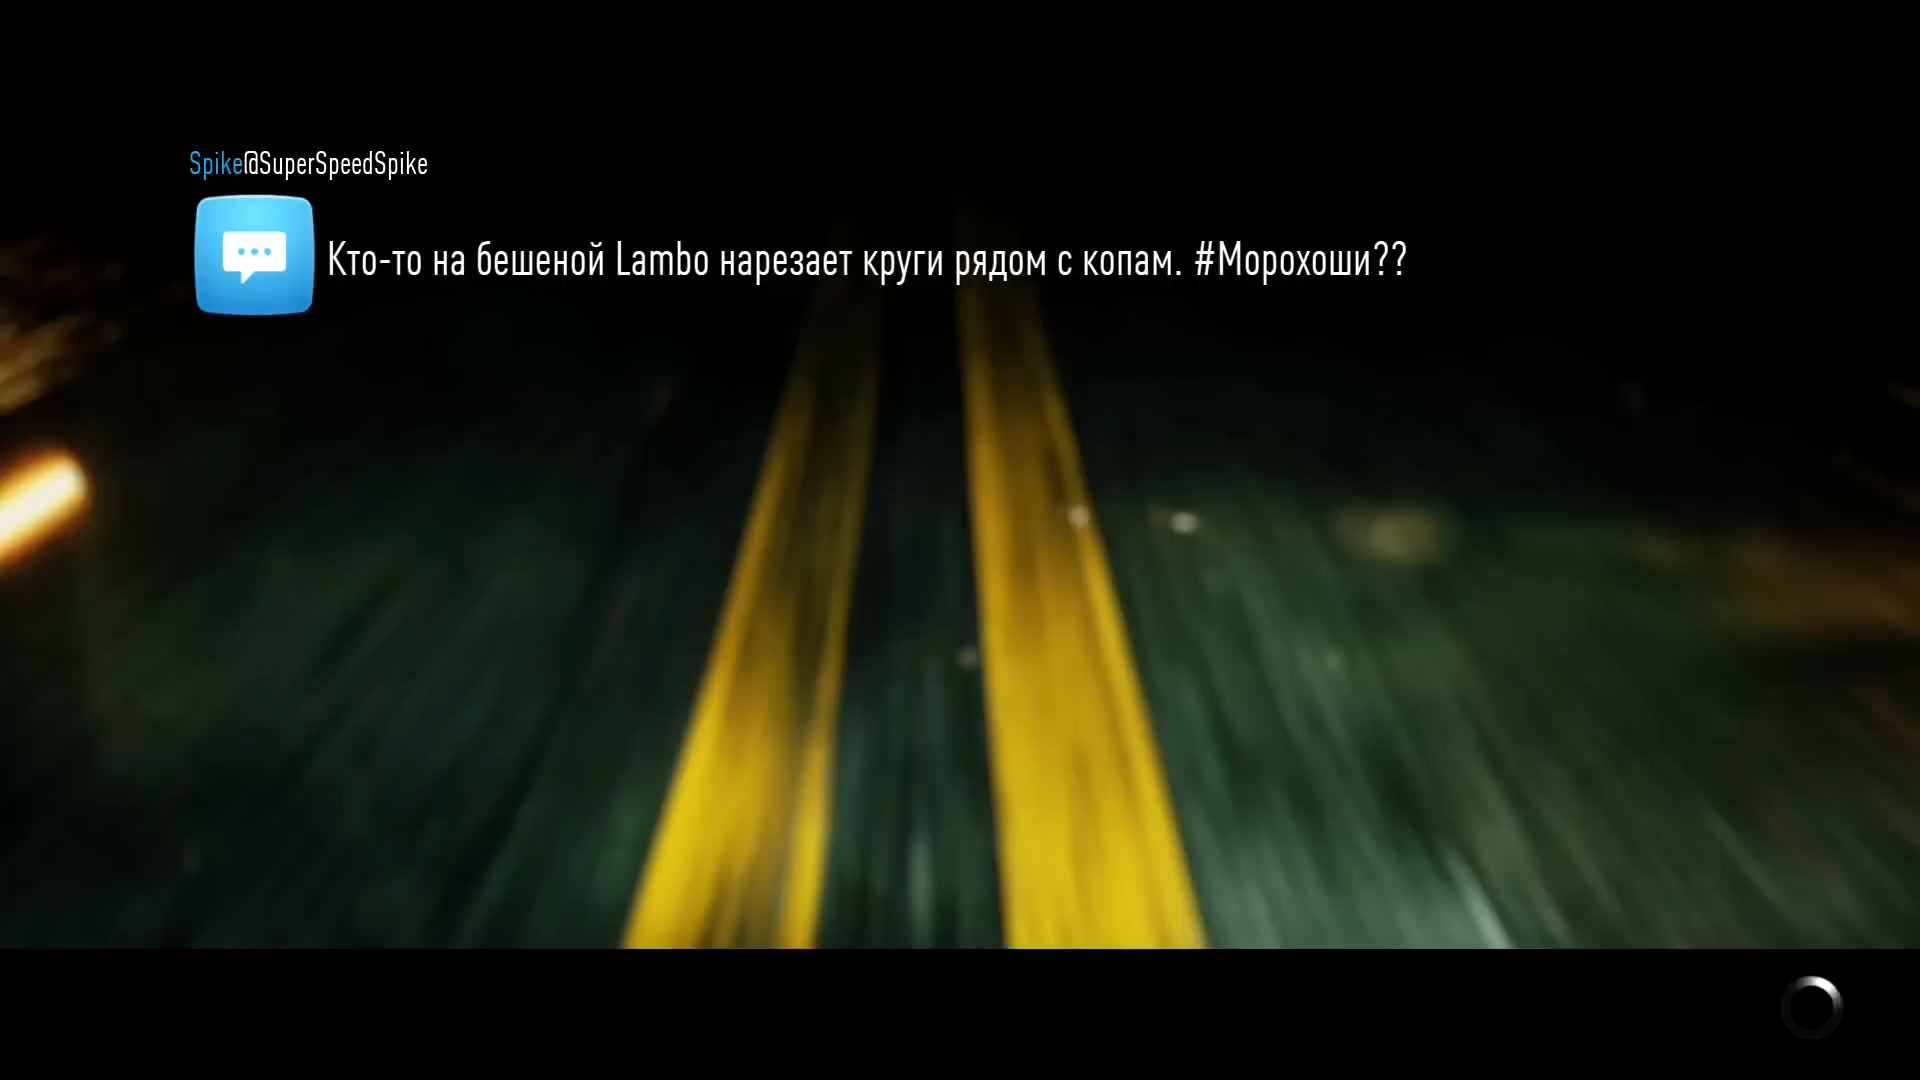 Spike@SuperSpeedSpike
Кто-то на бешеной Lambo нарезает круги рядом с копам. #Морохоши??